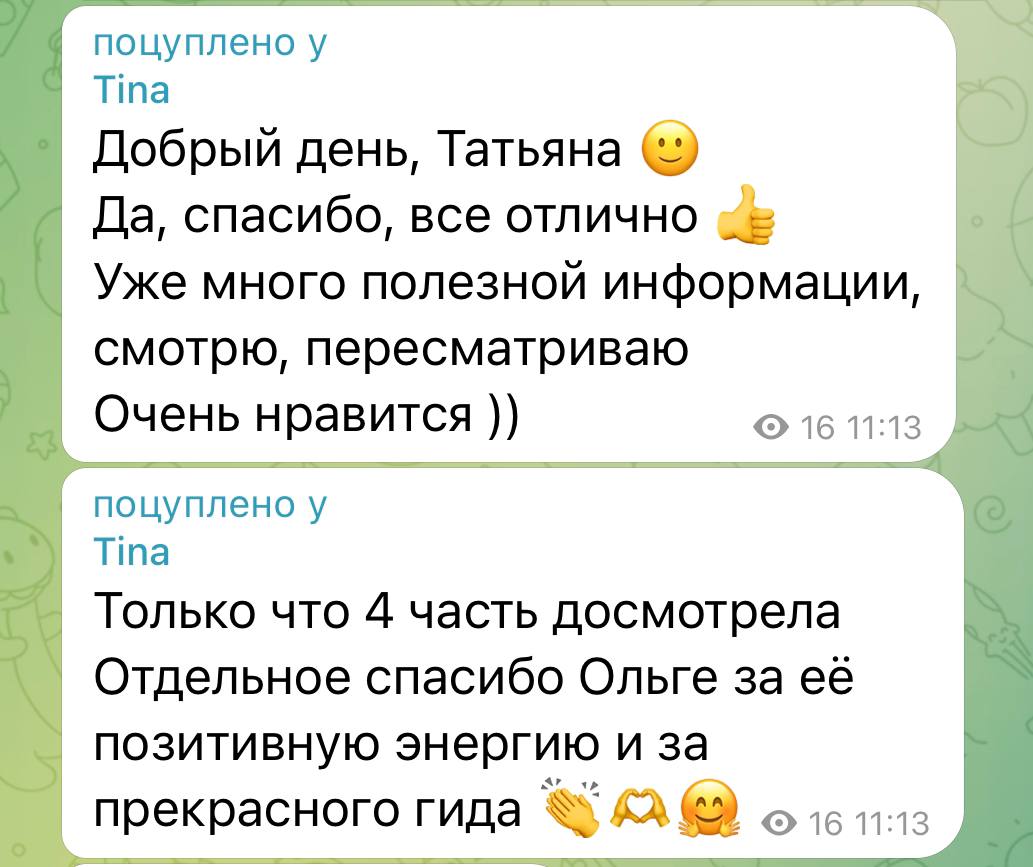 поцуплено у
Tina
Добрый день, Татьяна 🙂
Да, спасибо, все отлично 👍
Уже много полезной информации,
смотрю, пересматриваю
Очень нравится ))
16 11:13
поцуплено у
Tina
Только что 4 часть досмотрела
Отдельное спасибо Ольге за её
позитивную энергию и за
прекрасного гида 👏🫶🤗
16 11:13